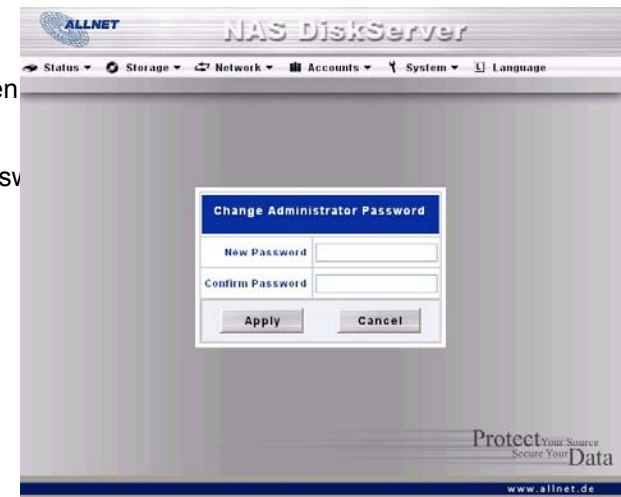 ALLNET
NAS DiskServer
Status Storage Network Accounts System Language
Change Administrator Password
New Password
Confirm Password
Apply Cancel
Protect Your Source
Secure Your Data
www.allnet.de